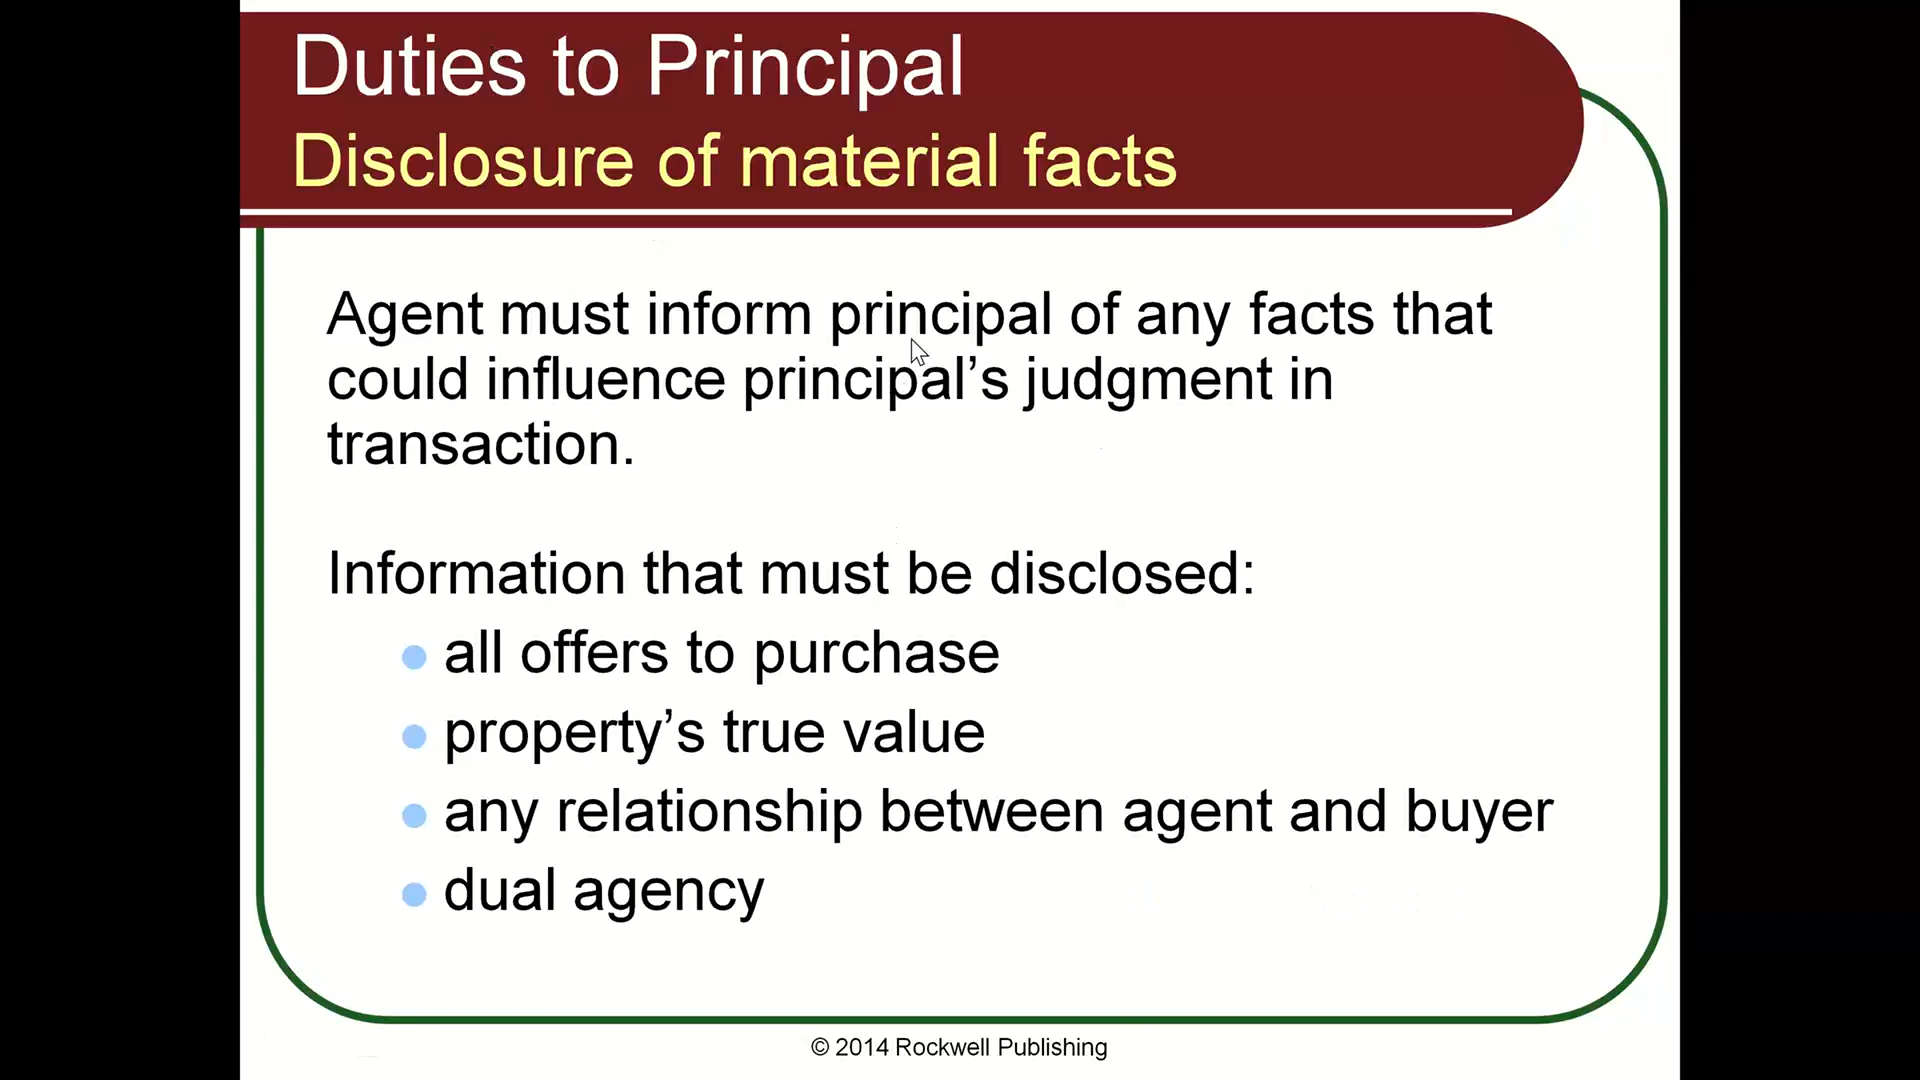 Duties to Principal
Disclosure of material facts
Agent must inform principal of any facts that
could influence principal’s judgment in
transaction.
Information that must be disclosed:
all offers to purchase
property’s true value
any relationship between agent and buyer
dual agency
© 2014 Rockwell Publishing